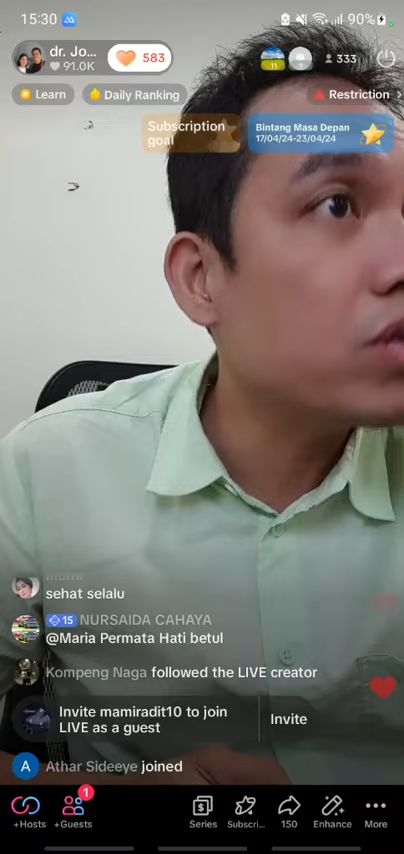 15:30
90%
dr. Jo...
91.0K
583
11
333
Learn
Daily Ranking
Restriction
Subscription
goal
Bintang Masa Depan
17/04/24-23/04/24
sehat selalu
15 NURSAIDA CAHAYA
@Maria Permata Hati betul
Kompeng Naga followed the LIVE creator
Invite mamiradit10 to join
LIVE as a guest
Invite
A Athar Sideeye joined
1
+Hosts
+Guests
Series
Subscri...
150
Enhance
More